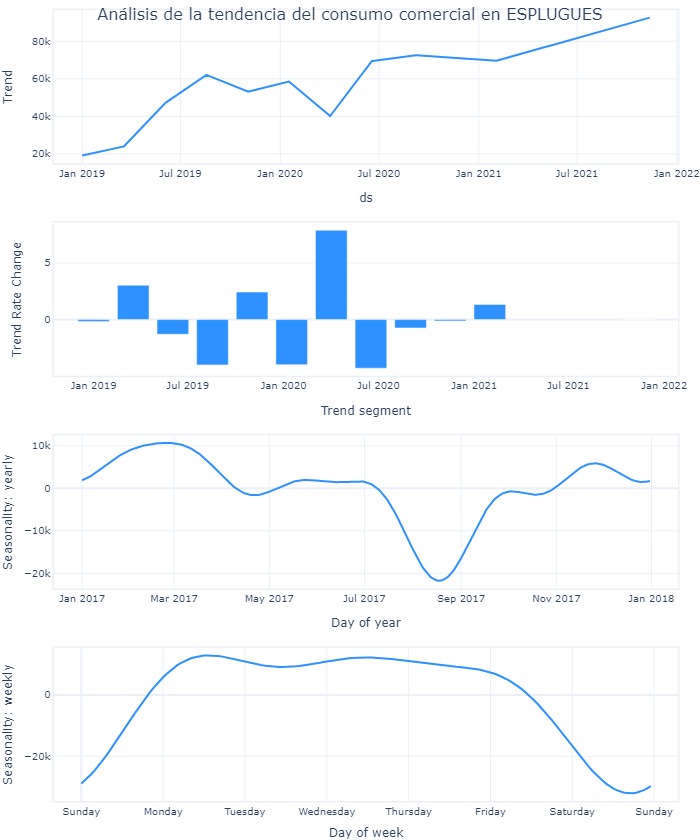 Análisis de la tendencia del consumo comercial en ESPLUGUES
Trend
80k
60k
40k
20k
Jan 2019 Jul 2019 Jan 2020 Jul 2020 Jan 2021 Jul 2021 Jan 2022
ds
Trend Rate Change
5
0
Jan 2019 Jul 2019 Jan 2020 Jul 2020 Jan 2021 Jul 2021 Jan 2022
Trend segment
Seasonality: yearly
10k
0
−10k
−20k
Jan 2017 Mar 2017 May 2017 Jul 2017 Sep 2017 Nov 2017 Jan 2018
Day of year
Seasonality: weekly
0
−20k
Sunday Monday Tuesday Wednesday Thursday Friday Saturday Sunday
Day of week